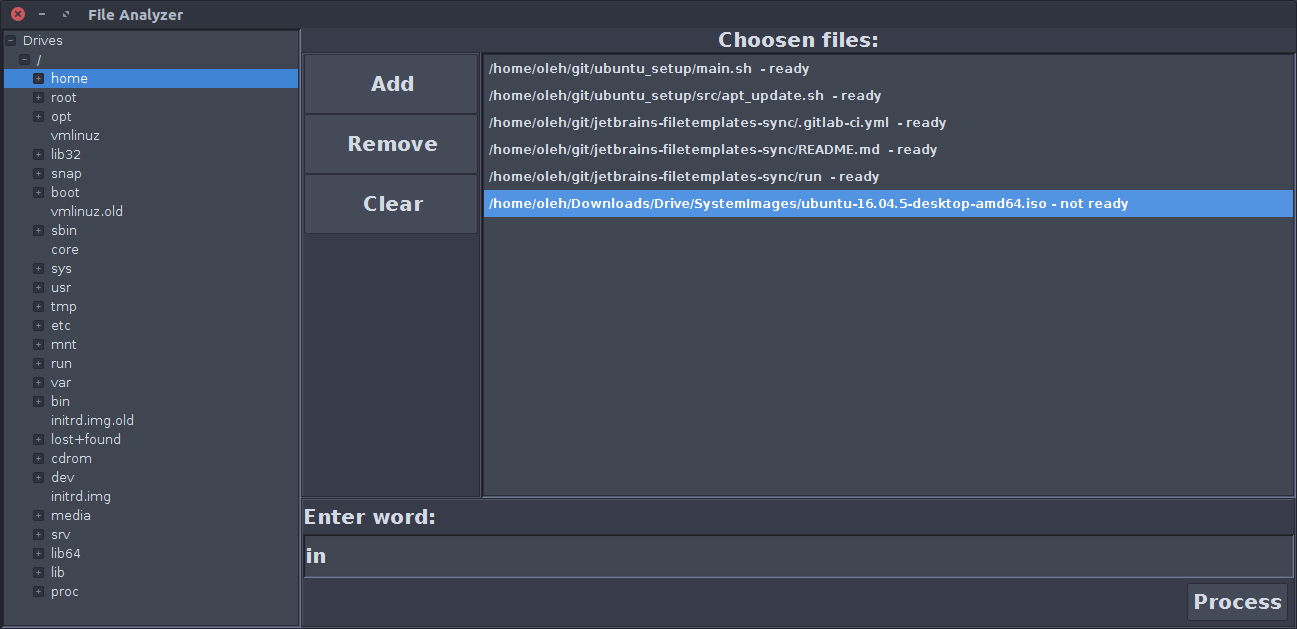 File Analyzer
Drives
/
home
root
opt
vmlinuz
lib32
snap
boot
vmlinuz.old
sbin
core
sys
usr
tmp
etc
mnt
run
var
bin
initrd.img.old
lost+found
cdrom
dev
initrd.img
media
srv
lib64
lib
proc
Add
Remove
Clear
Choosen files:
/home/oleh/git/ubuntu_setup/main.sh - ready
/home/oleh/git/ubuntu_setup/src/apt_update.sh - ready
/home/oleh/git/jetbrains-filetemplates-sync/.gitlab-ci.yml - ready
/home/oleh/git/jetbrains-filetemplates-sync/README.md - ready
/home/oleh/git/jetbrains-filetemplates-sync/run - ready
/home/oleh/Downloads/Drive/SystemImages/ubuntu-16.04.5-desktop-amd64.iso - not ready
Enter word:
in
Process